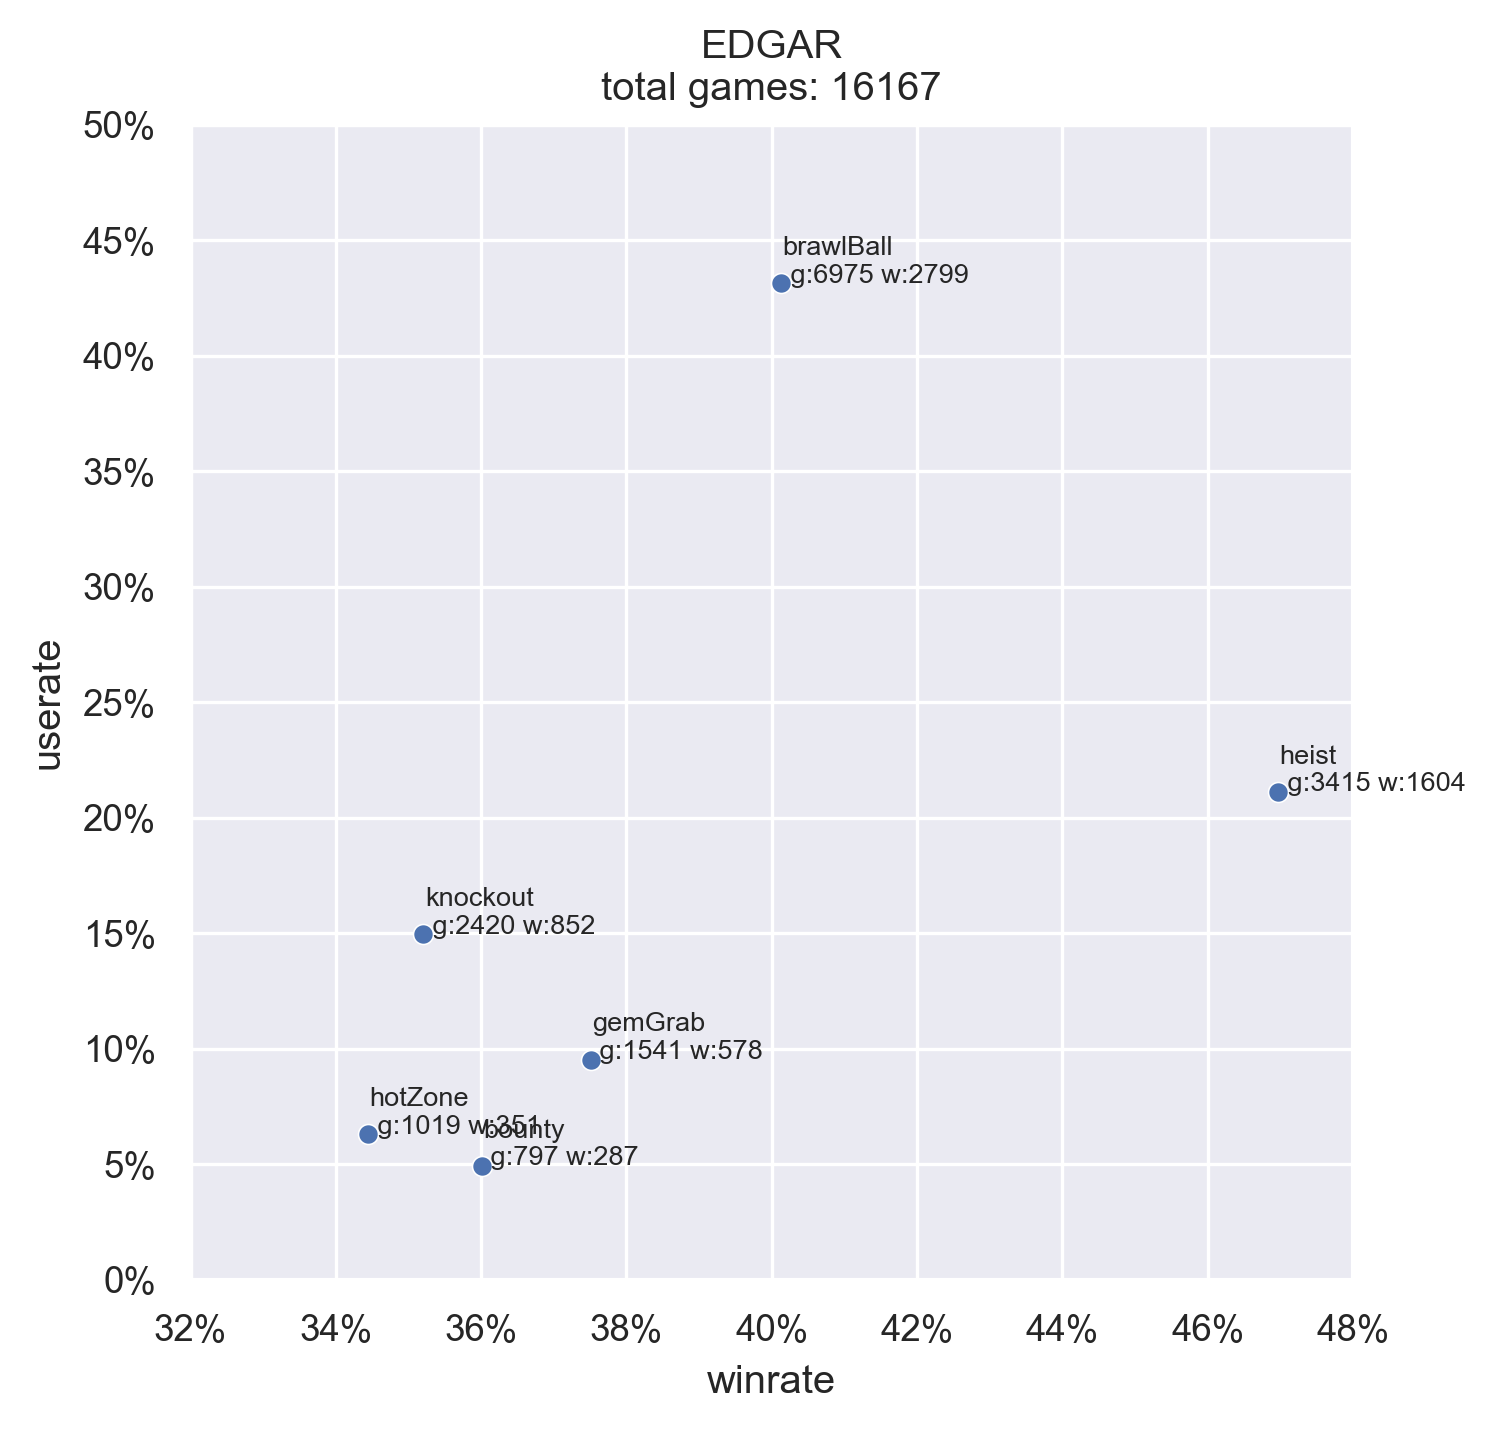 EDGAR
total games: 16167
50%
45%
40%
35%
30%
25%
20%
15%
10%
5%
0%
userate
brawlBall
g:6975 w:2799
heist
g:3415 w:1604
knockout
g:2420 w:852
gemGrab
g:1541 w:578
hotZone
g:1019 w:351
bounty
g:797 w:287
32%
34%
36%
38%
40%
42%
44%
46%
48%
winrate